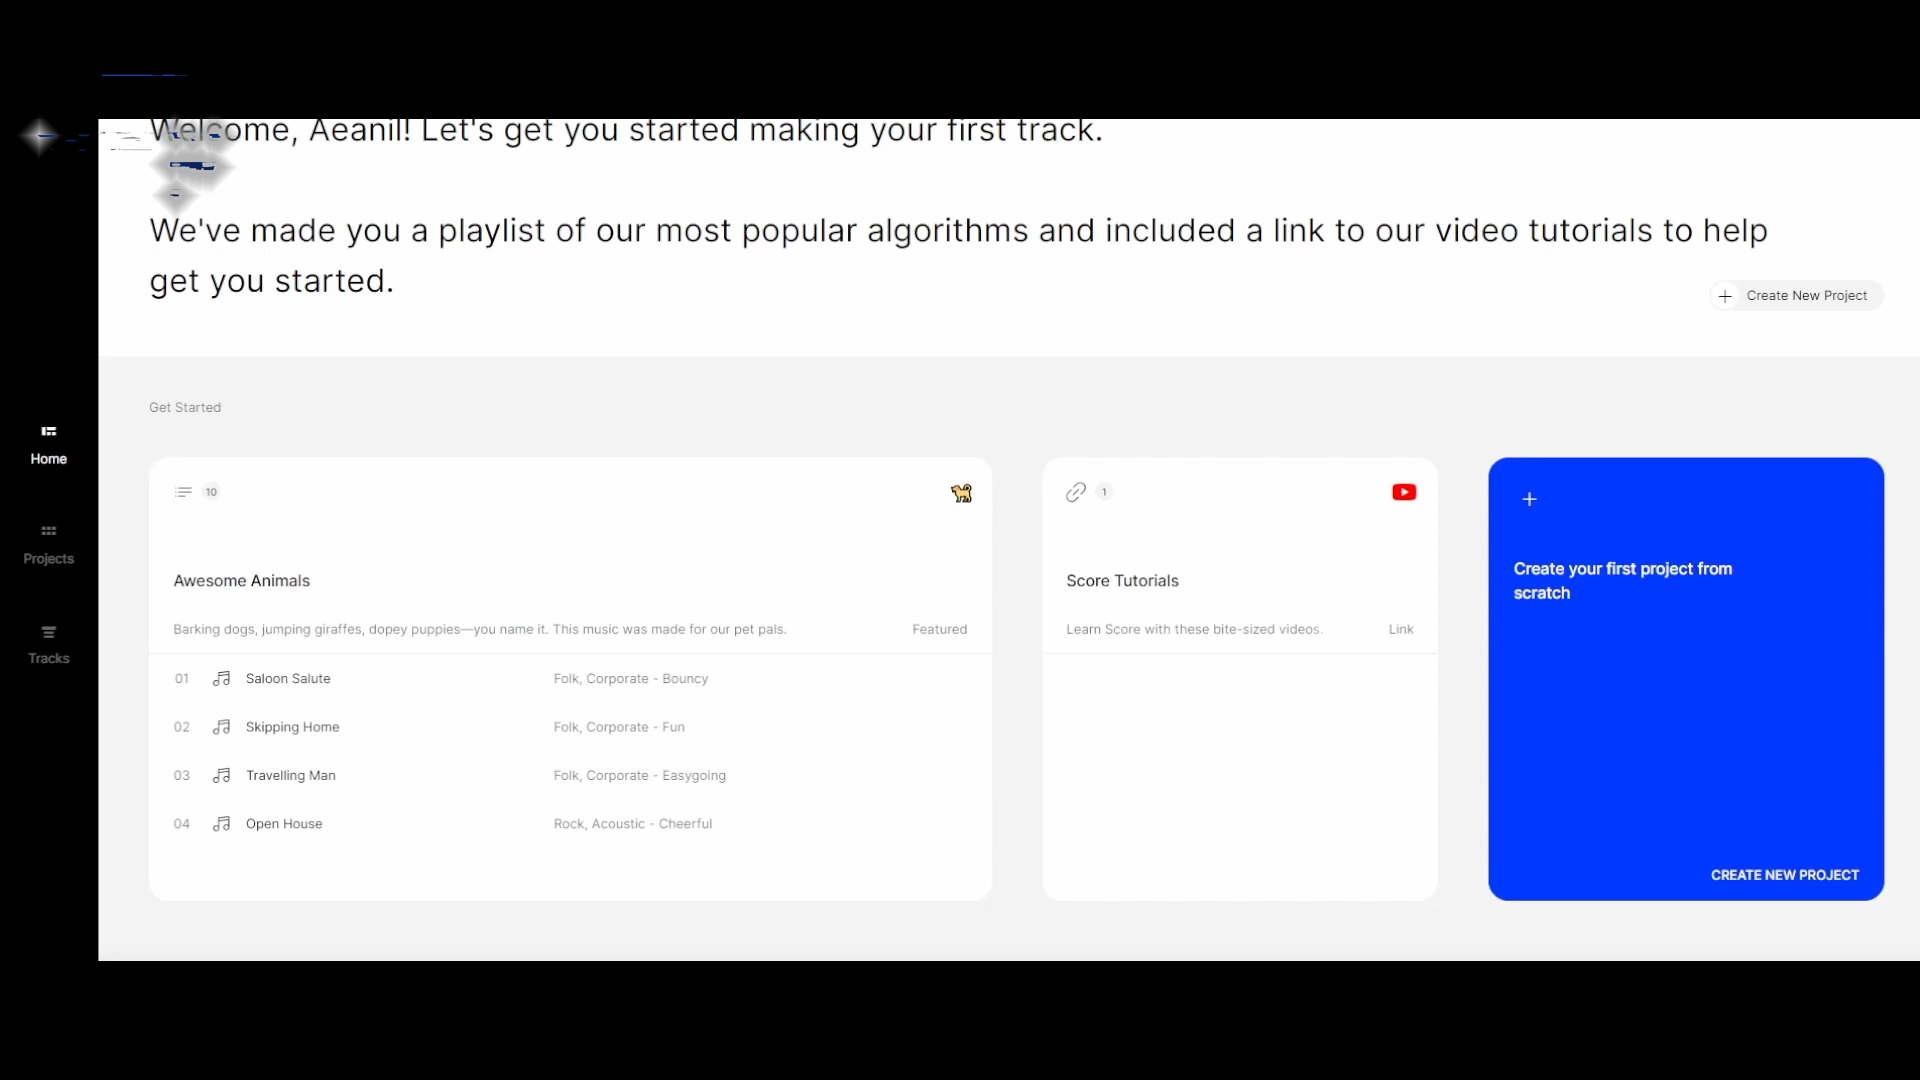 Welcome, Aeanil! Let's get you started making your first track.
We've made you a playlist of our most popular algorithms and included a link to our video tutorials to help
get you started.
Create New Project
Get Started
Home
Projects
Tracks
10
Awesome Animals
Barking dogs, jumping giraffes, dopey puppies—you name it. This music was made for our pet pals.
Featured
01 Saloon Salute Folk, Corporate - Bouncy
02 Skipping Home Folk, Corporate - Fun
03 Travelling Man Folk, Corporate - Easygoing
04 Open House Rock, Acoustic - Cheerful
1
Score Tutorials
Learn Score with these bite-sized videos.
Link
Create your first project from
scratch
CREATE NEW PROJECT